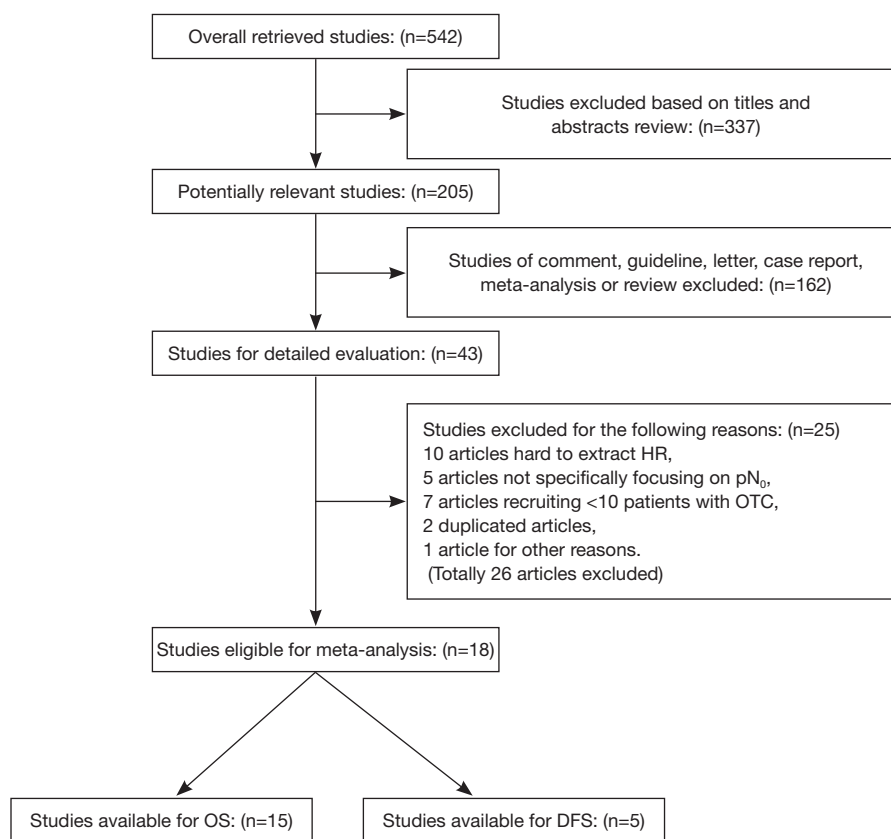 Overall retrieved studies: (n=542)
Studies excluded based on titles and
abstracts review: (n=337)
Potentially relevant studies: (n=205)
Studies of comment, guideline, letter, case report,
meta-analysis or review excluded: (n=162)
Studies for detailed evaluation: (n=43)
Studies excluded for the following reasons: (n=25)
10 articles hard to extract HR,
5 articles not specifically focusing on pN₀,
7 articles recruiting <10 patients with OTC,
2 duplicated articles,
1 article for other reasons.
(Totally 26 articles excluded)
Studies eligible for meta-analysis: (n=18)
Studies available for OS: (n=15)
Studies available for DFS: (n=5)